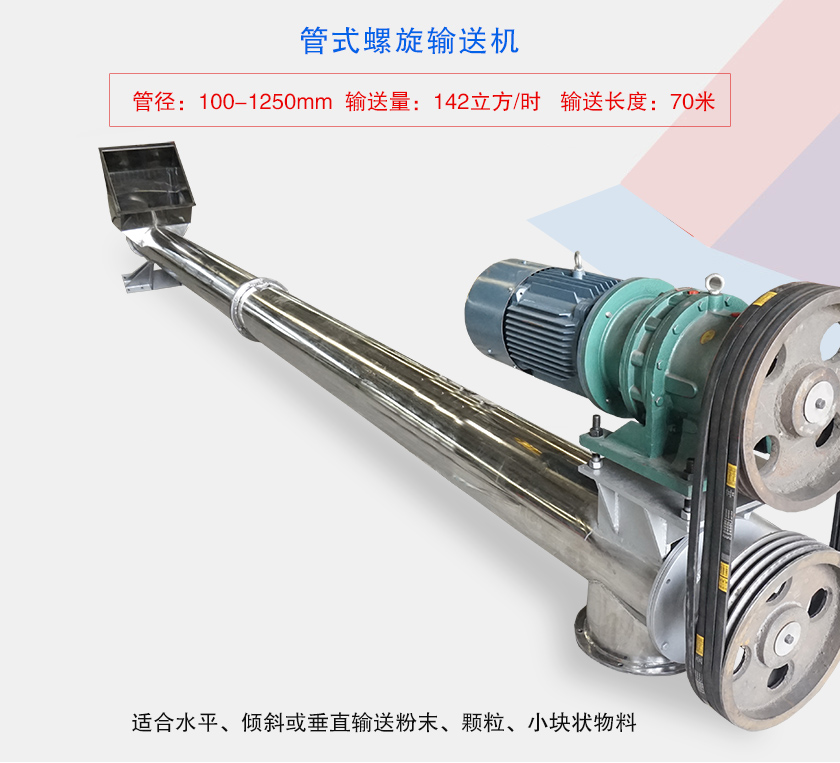 管式螺旋输送机
管径：100-1250mm 输送量：142立方/时 输送长度：70米
适合水平、倾斜或垂直输送粉末、颗粒、小块状物料